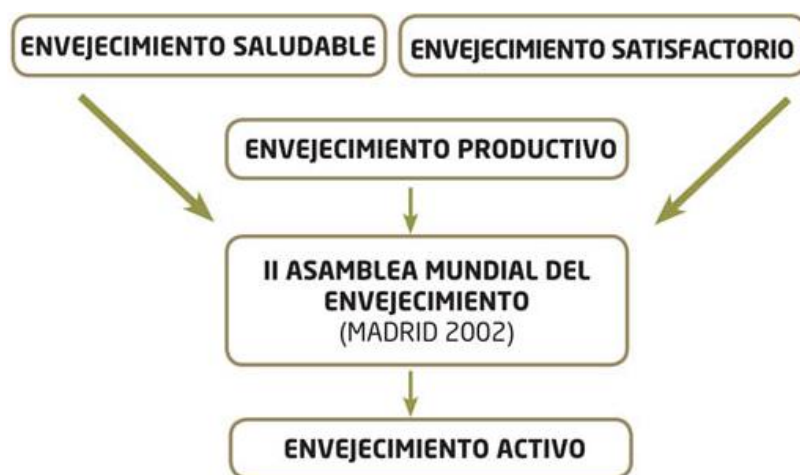 ENVEJECIMIENTO SALUDABLE
ENVEJECIMIENTO SATISFACTORIO
ENVEJECIMIENTO PRODUCTIVO
II ASAMBLEA MUNDIAL DEL
ENVEJECIMIENTO
(MADRID 2002)
ENVEJECIMIENTO ACTIVO